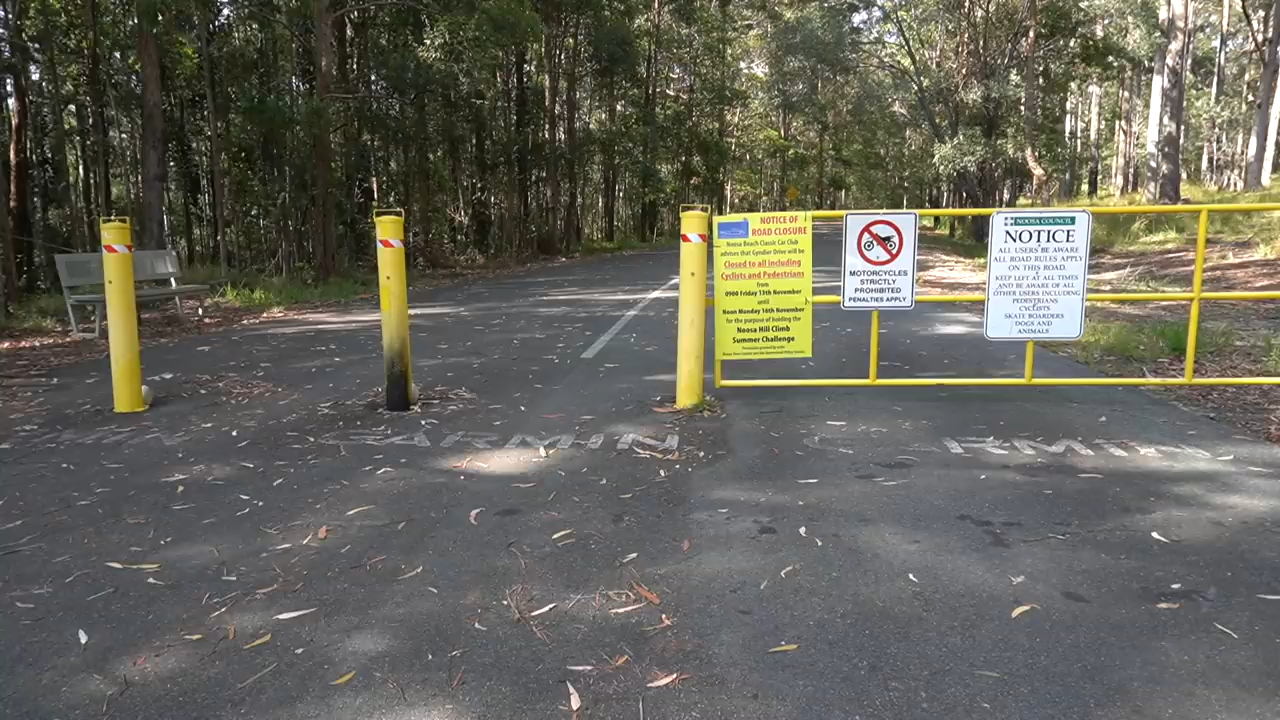 NOTICE OF
ROAD CLOSURE
Noosa Beach Classic Car Club
advises that Gyndier Drive will be
Closed to all including
Cyclists and Pedestrians
from
0900 Friday 13th November
until
Noon Monday 16th November
for the purpose of holding the
Noosa Hill Climb
Summer Challenge
MOTORCYCLES
STRICTLY
PROHIBITED
PENALTIES APPLY
NOOSA COUNCIL
NOTICE
ALL USERS BE AWARE
ALL ROAD RULES APPLY
ON THIS ROAD.
KEEP LEFT AT ALL TIMES
AND BE AWARE OF ALL
OTHER USERS INCLUDING
PEDESTRIANS
CYCLISTS
SKATE BOARDERS
DOGS AND
ANIMALS